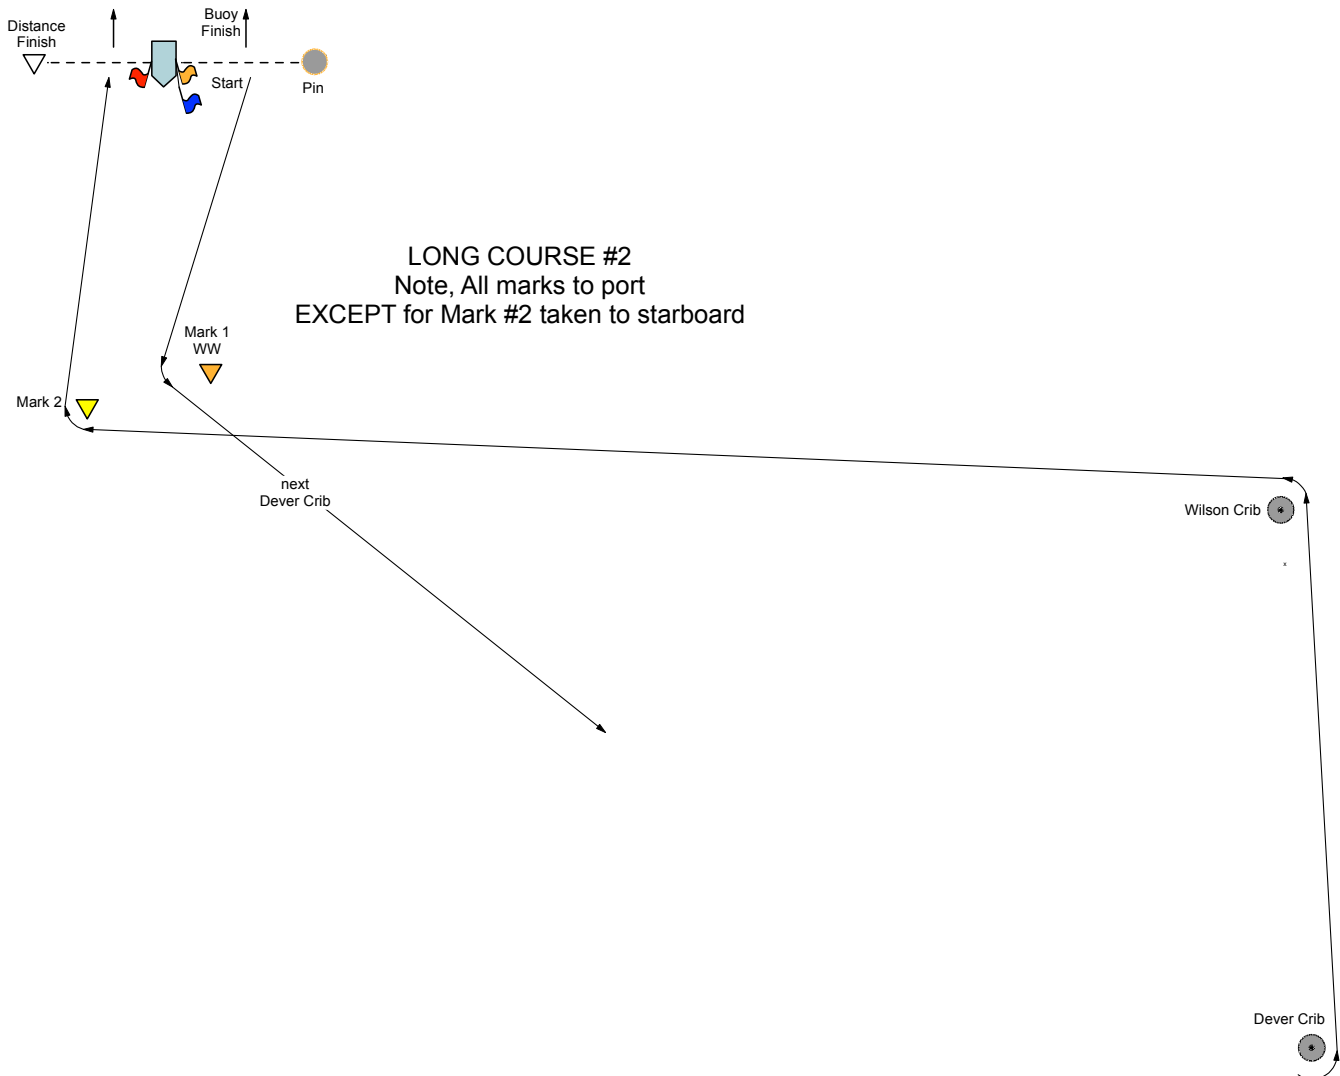 Distance
Finish
Buoy
Finish
Start
Pin
LONG COURSE #2
Note, All marks to port
EXCEPT for Mark #2 taken to starboard
Mark 1
WW
Mark 2
next
Dever Crib
Wilson Crib
x
Dever Crib